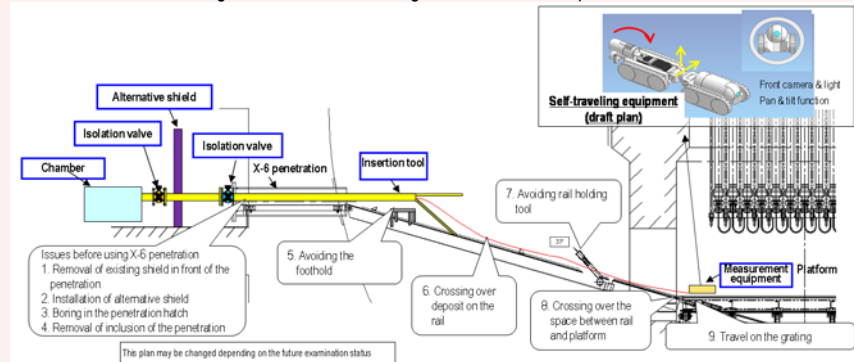 Alternative shield
Isolation valve
Isolation valve
Chamber
X-6 penetration
Insertion tool
Self-traveling equipment
(draft plan)
Front camera & light
Pan & tilt function
7. Avoiding rail holding
tool
Issues before using X-6 penetration
1. Removal of existing shield in front of the
penetration
2. Installation of alternative shield
3. Boring in the penetration hatch
4. Removal of inclusion of the penetration
5. Avoiding the
foothold
6. Crossing over
deposit on the
rail
Measurement
equipment
Platform
8. Crossing over the
space between rail
and platform
9. Travel on the grating
This plan may be changed depending on the future examination status